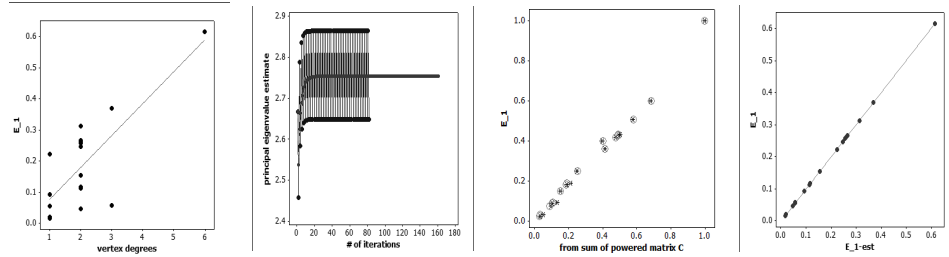 0.6
0.5
0.4
0.3
0.2
0.1
0.0
E_1
1 2 3 4 5 6
vertex degrees
2.9
2.8
2.7
2.6
2.5
2.4
principal eigenvalue estimate
0 20 40 60 80 100 120 140 160 180
# of iterations
1.0
0.8
0.6
0.4
0.2
0.0
E_1
0.0 0.2 0.4 0.6 0.8 1.0
from sum of powered matrix C
0.6
0.5
0.4
0.3
0.2
0.1
0.0
E_1
0.0 0.1 0.2 0.3 0.4 0.5 0.6
E_1-est